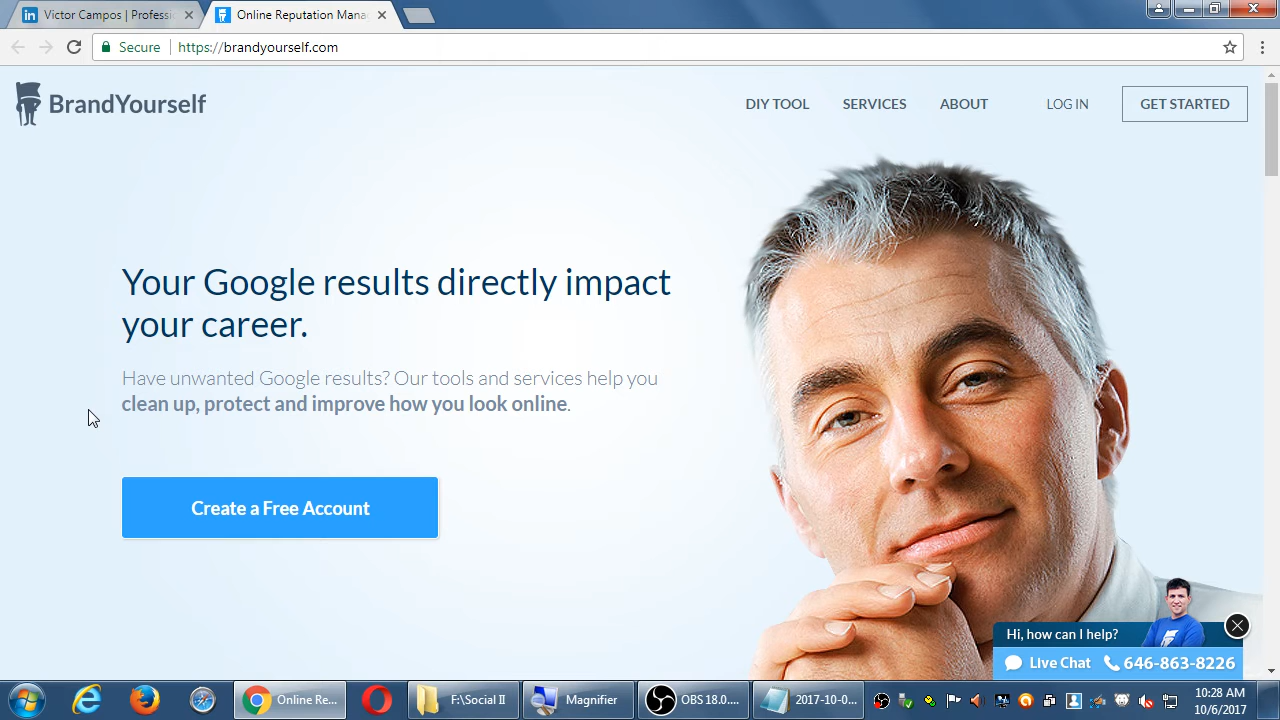 Victor Campos | Professi
Online Reputation Mana
Secure
https://brandyourself.com
BrandYourself
DIY TOOL
SERVICES
ABOUT
LOG IN
GET STARTED
Your Google results directly impact
your career.
Have unwanted Google results? Our tools and services help you
clean up, protect and improve how you look online.
Create a Free Account
Hi, how can I help?
Live Chat
646-863-8226
Online Re...
F:\Social II
Magnifier
OBS 18.0....
2017-10-0...
10:28 AM
10/6/2017